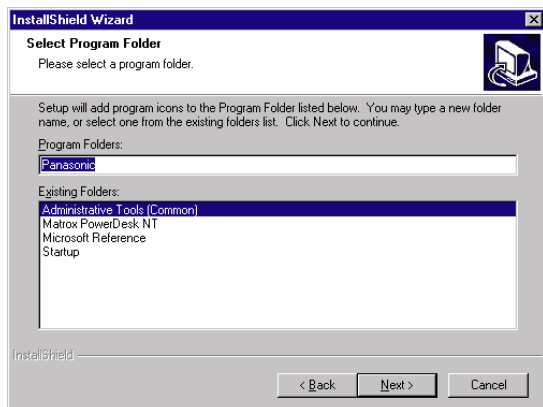 InstallShield Wizard
Select Program Folder
Please select a program folder.
Setup will add program icons to the Program Folder listed below.  You may type a new folder
name, or select one from the existing folders list.  Click Next to continue.
Program Folders:
Panasonic
Existing Folders:
Administrative Tools (Common)
Matrox PowerDesk NT
Microsoft Reference
Startup
InstallShield
< Back   Next >   Cancel